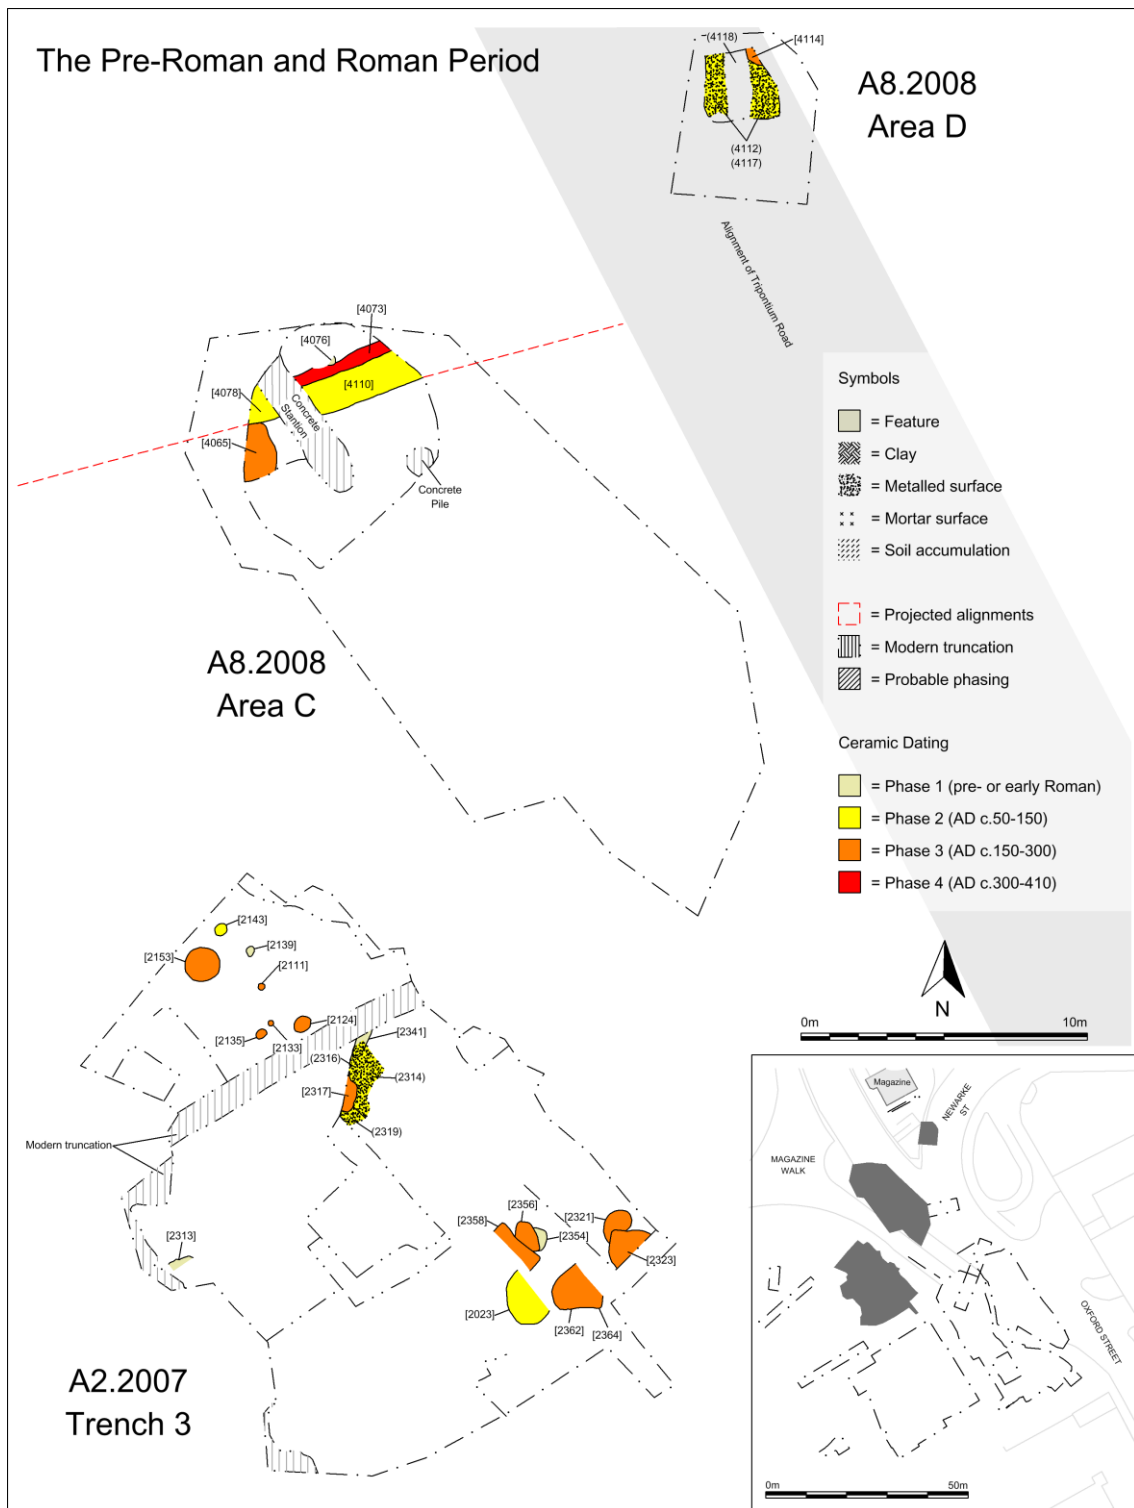 The Pre-Roman and Roman Period
(4118)
[4114]
A8.2008
Area D
(4112)
(4117)
Alignment of Tripontium Road
[4073]
[4076]
[4110]
[4078]
Concrete
Stantion
[4065]
Concrete
Pile
A8.2008
Area C
Symbols
= Feature
= Clay
= Metalled surface
= Mortar surface
= Soil accumulation
= Projected alignments
= Modern truncation
= Probable phasing
Ceramic Dating
= Phase 1 (pre- or early Roman)
= Phase 2 (AD c.50-150)
= Phase 3 (AD c.150-300)
= Phase 4 (AD c.300-410)
N
0m 10m
[2143]
[2139]
[2153]
[2111]
[2124]
[2135]
[2133]
[2341]
(2316)
(2314)
[2317]
(2319)
Modern truncation
[2313]
[2356]
[2358]
[2354]
[2321]
[2323]
[2023]
[2362]
[2364]
A2.2007
Trench 3
Magazine
NEWARKE
ST
MAGAZINE
WALK
OXFORD STREET
0m 50m